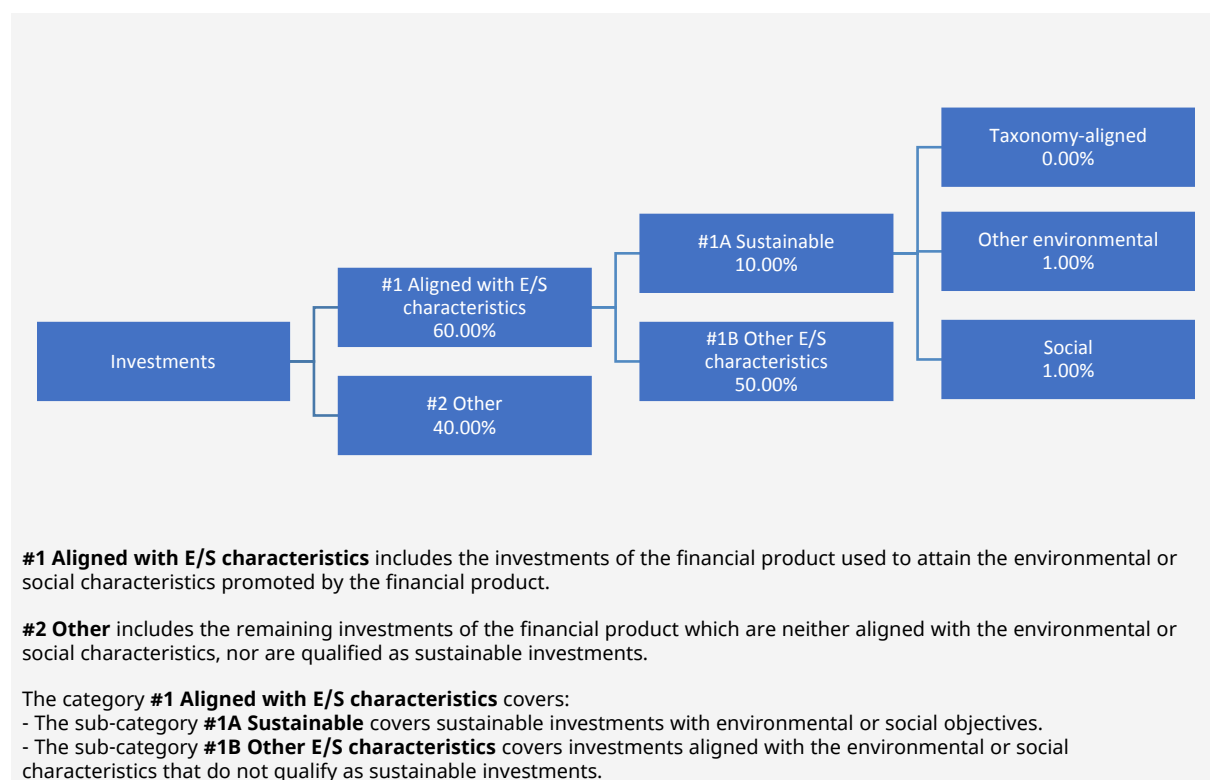 Investments
#1 Aligned with E/S
characteristics
60.00%
#2 Other
40.00%
#1A Sustainable
10.00%
#1B Other E/S
characteristics
50.00%
Taxonomy-aligned
0.00%
Other environmental
1.00%
Social
1.00%
#1 Aligned with E/S characteristics includes the investments of the financial product used to attain the environmental or
social characteristics promoted by the financial product.
#2 Other includes the remaining investments of the financial product which are neither aligned with the environmental or
social characteristics, nor are qualified as sustainable investments.
The category #1 Aligned with E/S characteristics covers:
- The sub-category #1A Sustainable covers sustainable investments with environmental or social objectives.
- The sub-category #1B Other E/S characteristics covers investments aligned with the environmental or social
characteristics that do not qualify as sustainable investments.